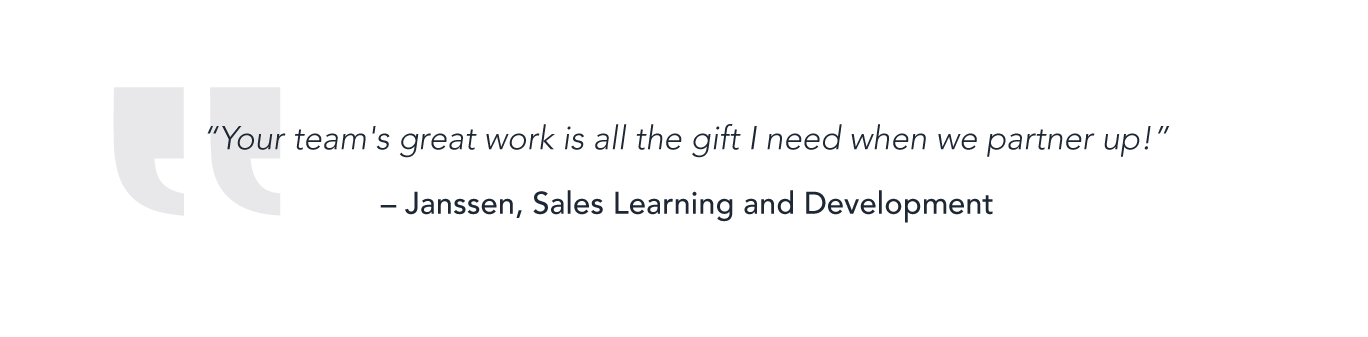 “Your team's great work is all the gift I need when we partner up!”
– Janssen, Sales Learning and Development